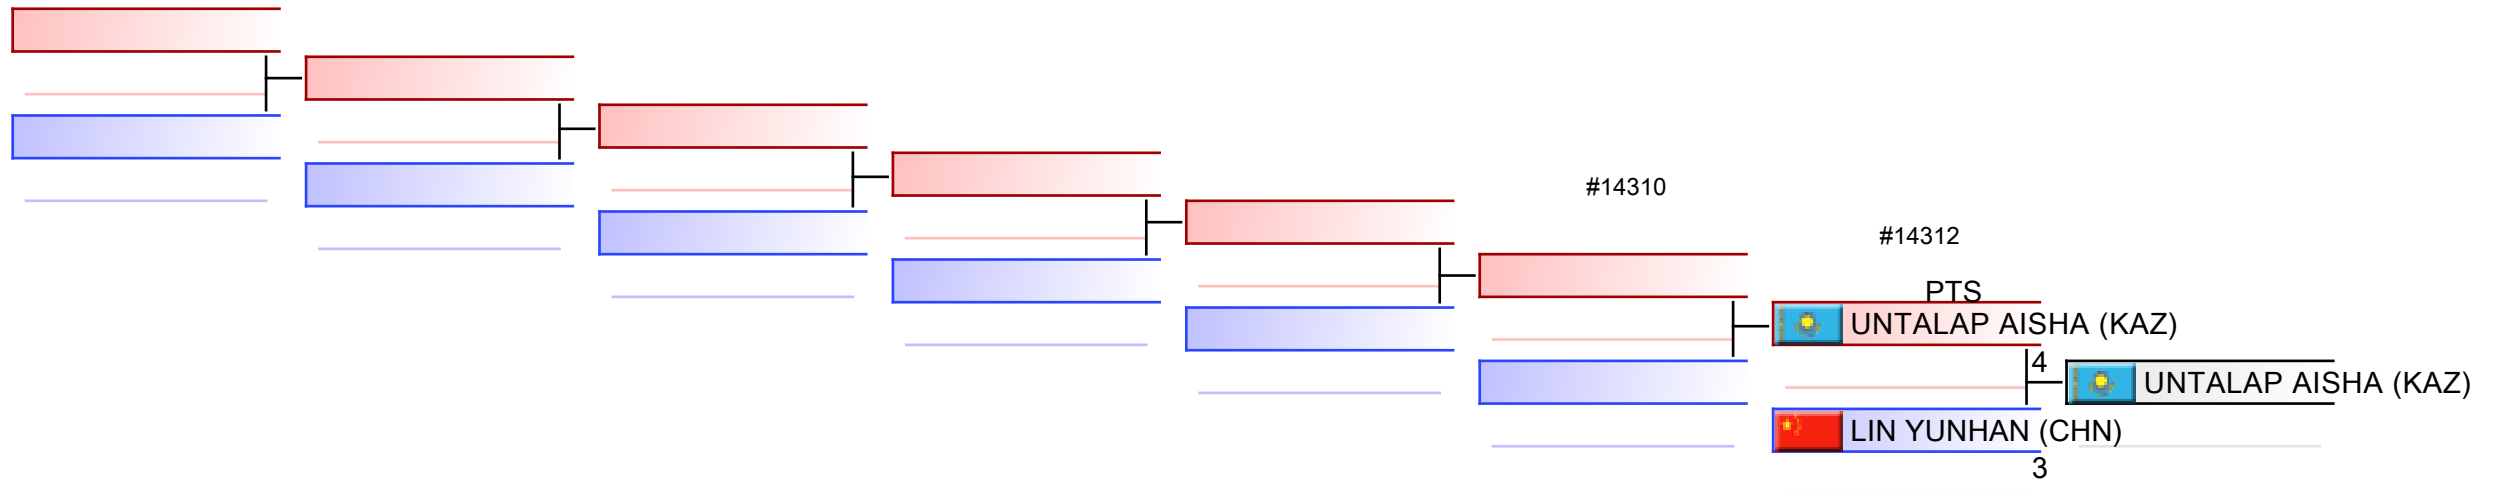 #14310
#14312
PTS
UNTALAP AISHA (KAZ)
4
UNTALAP AISHA (KAZ)
LIN YUNHAN (CHN)
3